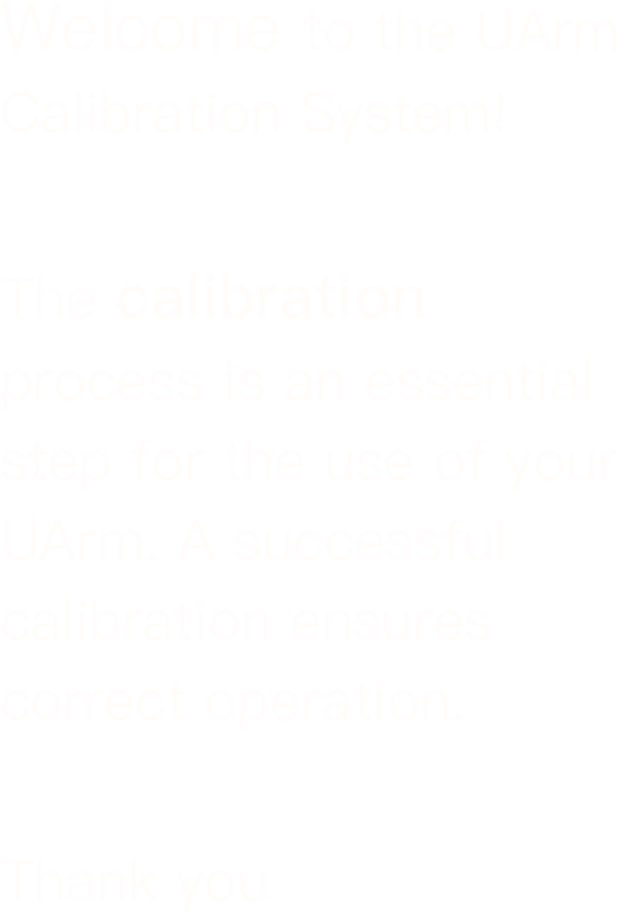 Welcome to the UArm
Calibration System!
The calibration
process is an essential
step for the use of your
UArm. A successful
calibration ensures
correct operation.
Thank you